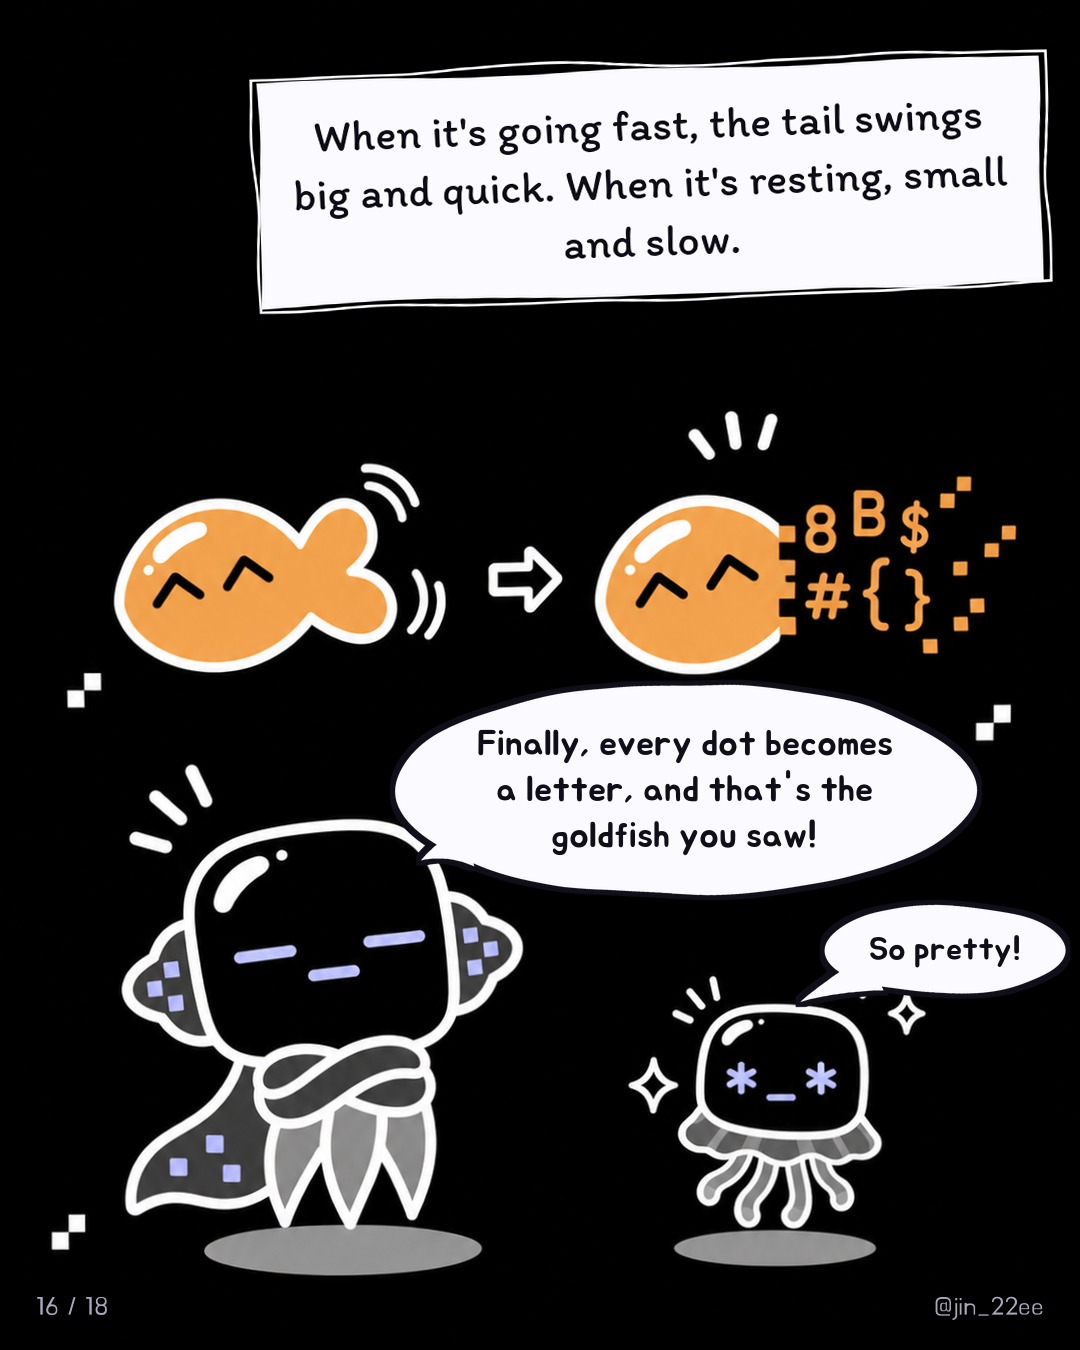 When it's going fast, the tail swings
big and quick. When it's resting, small
and slow.
8 B $
# { }
Finally, every dot becomes
a letter, and that's the
goldfish you saw!
So pretty!
* _ *
16 / 18
@jin_22ee